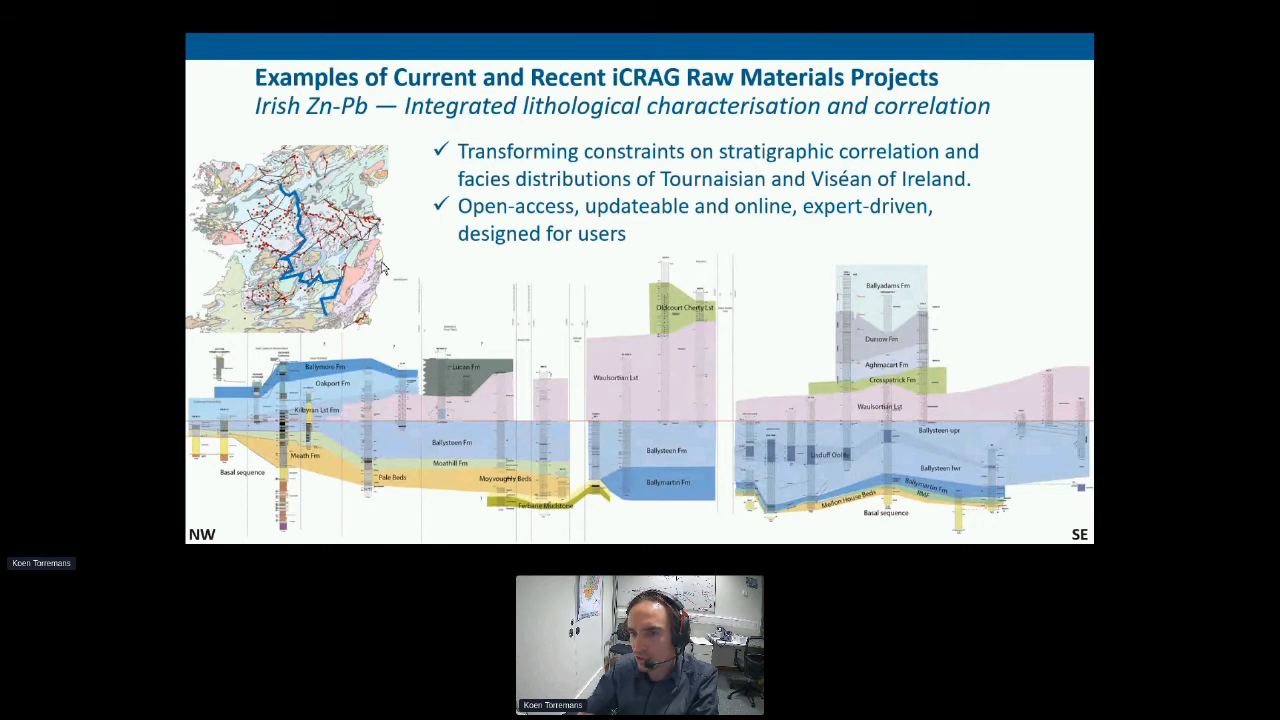 Examples of Current and Recent iCRAG Raw Materials Projects
Irish Zn-Pb — Integrated lithological characterisation and correlation
✓ Transforming constraints on stratigraphic correlation and
facies distributions of Tournaisian and Viséan of Ireland.
✓ Open-access, updateable and online, expert-driven,
designed for users
Ballymore Fm
Oakport Fm
Kilbryan Lst Fm
Meath Fm
Basal sequence
Pale Beds
Lucan Fm
Ballysteen Fm
Moathill Fm
Moyvoughly Beds
Ferbane Mudstone
Oldcourt Cherty Lst
Waulsortian Lst
Ballysteen Fm
Ballymartin Fm
Ballyadams Fm
Durrow Fm
Aghmacart Fm
Crosspatrick Fm
Waulsortian Lst
Ballysteen upr
Lisduff Oolite
Ballysteen lwr
Ballymartin Fm
RMF
Mellon House Beds
Basal sequence
NW
SE
Koen Torremans
Koen Torremans